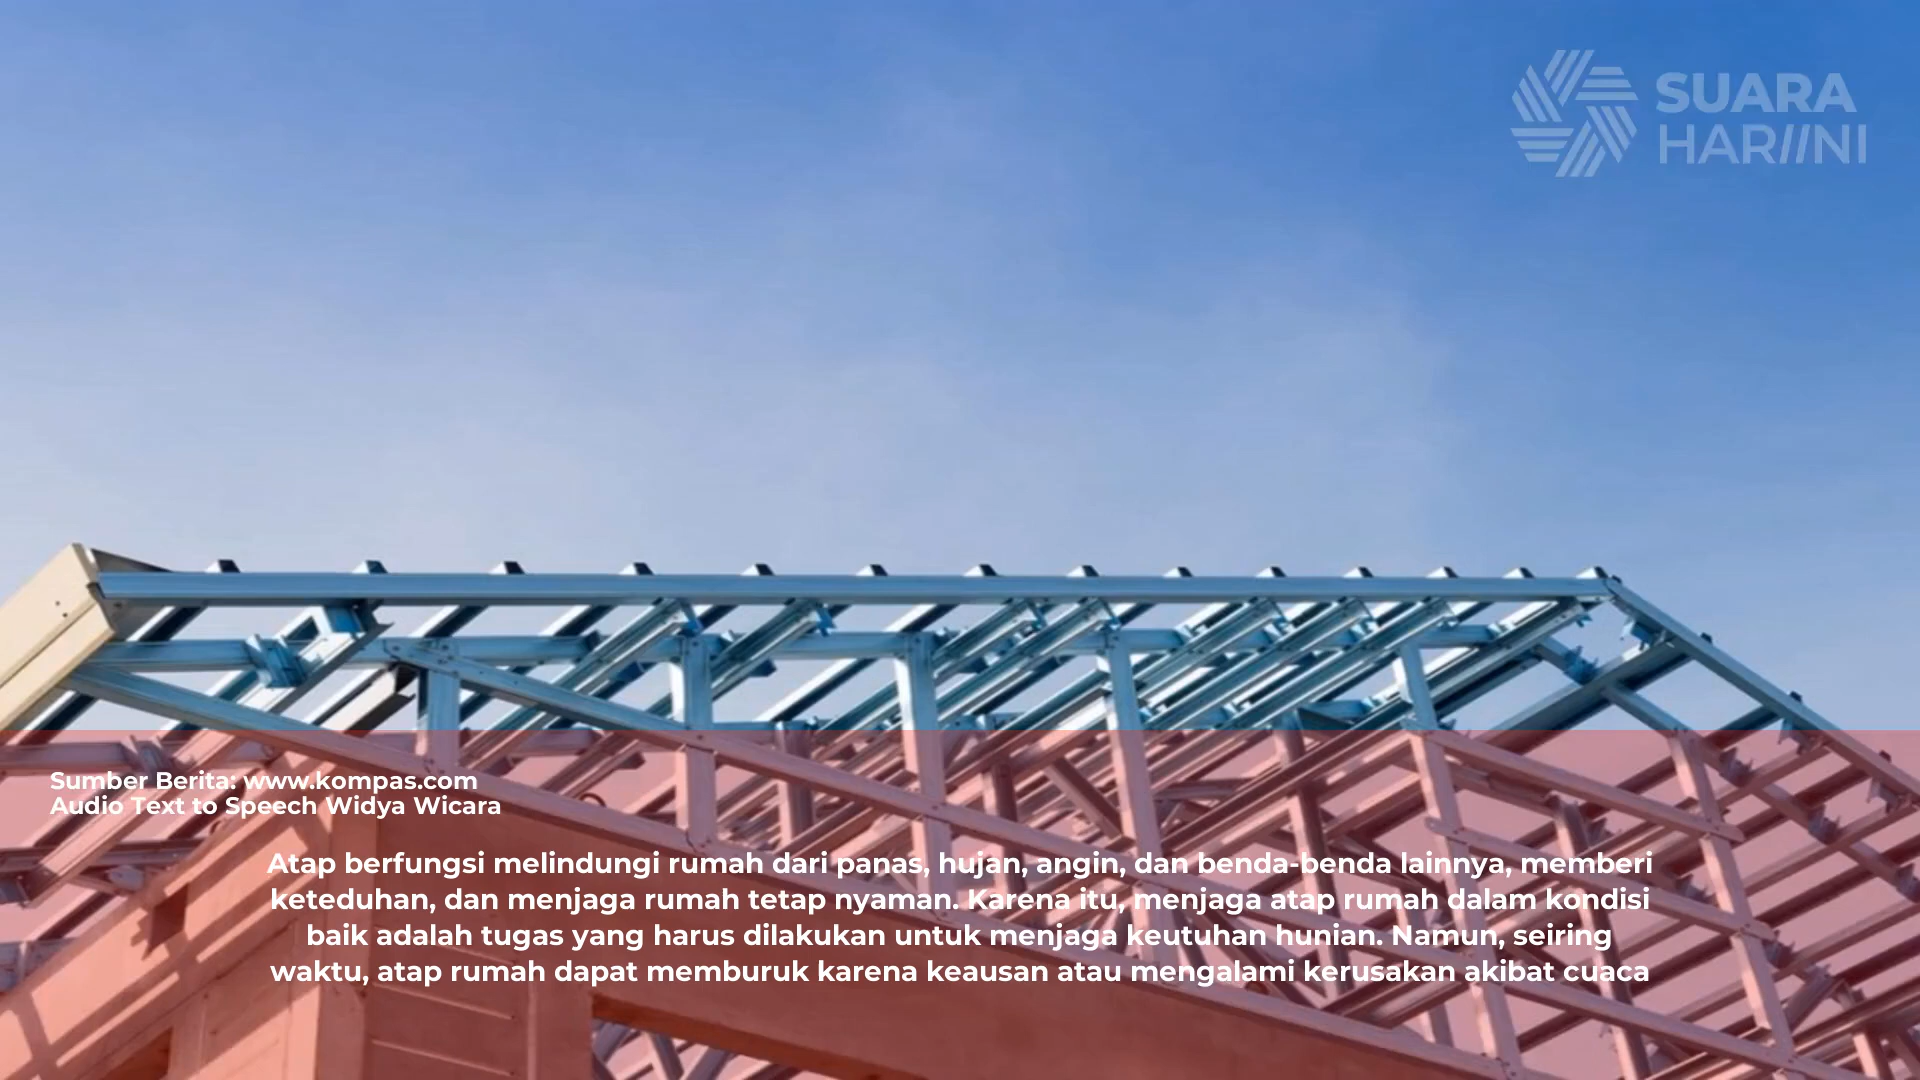 SUARA
HARIINI
Sumber Berita: www.kompas.com
Audio Text to Speech Widya Wicara
Atap berfungsi melindungi rumah dari panas, hujan, angin, dan benda-benda lainnya, memberi
keteduhan, dan menjaga rumah tetap nyaman. Karena itu, menjaga atap rumah dalam kondisi
baik adalah tugas yang harus dilakukan untuk menjaga keutuhan hunian. Namun, seiring
waktu, atap rumah dapat memburuk karena keausan atau mengalami kerusakan akibat cuaca